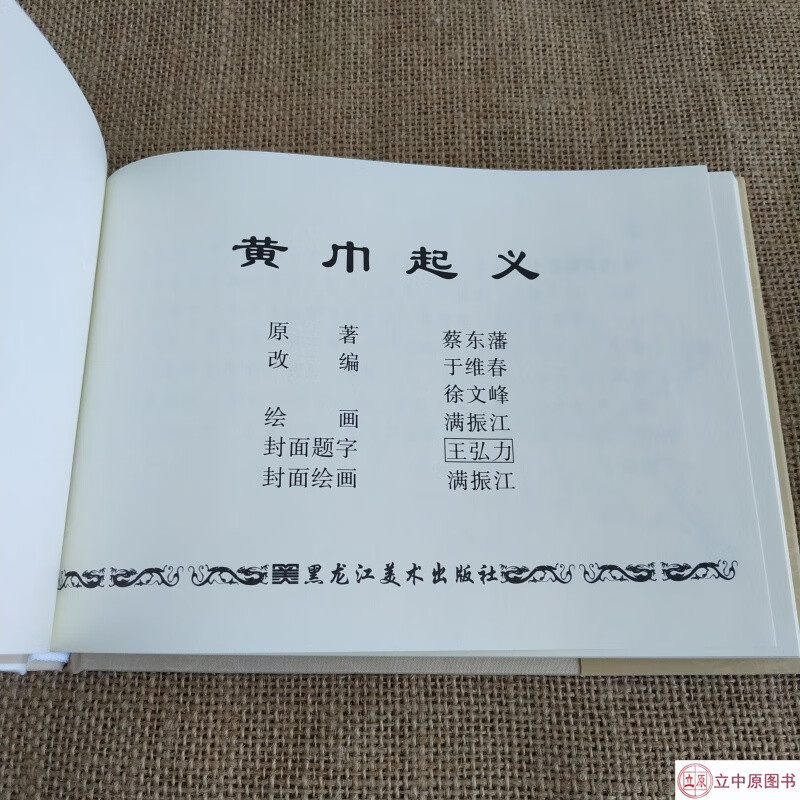 黄巾起义
原著 蔡东藩
改编 于维春
徐文峰
绘画 满振江
封面题字 王弘力
封面绘画 满振江
黑龙江美术出版社
立原 立中原图书